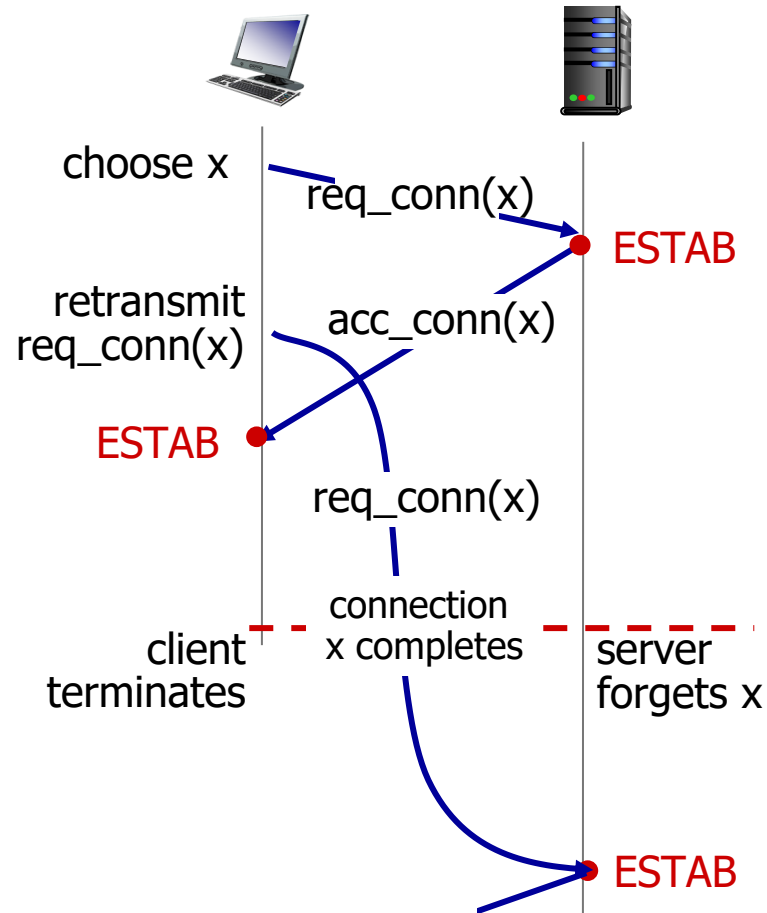 choose x
req_conn(x)
ESTAB
retransmit
req_conn(x)
acc_conn(x)
ESTAB
req_conn(x)
connection
x completes
client
terminates
server
forgets x
ESTAB